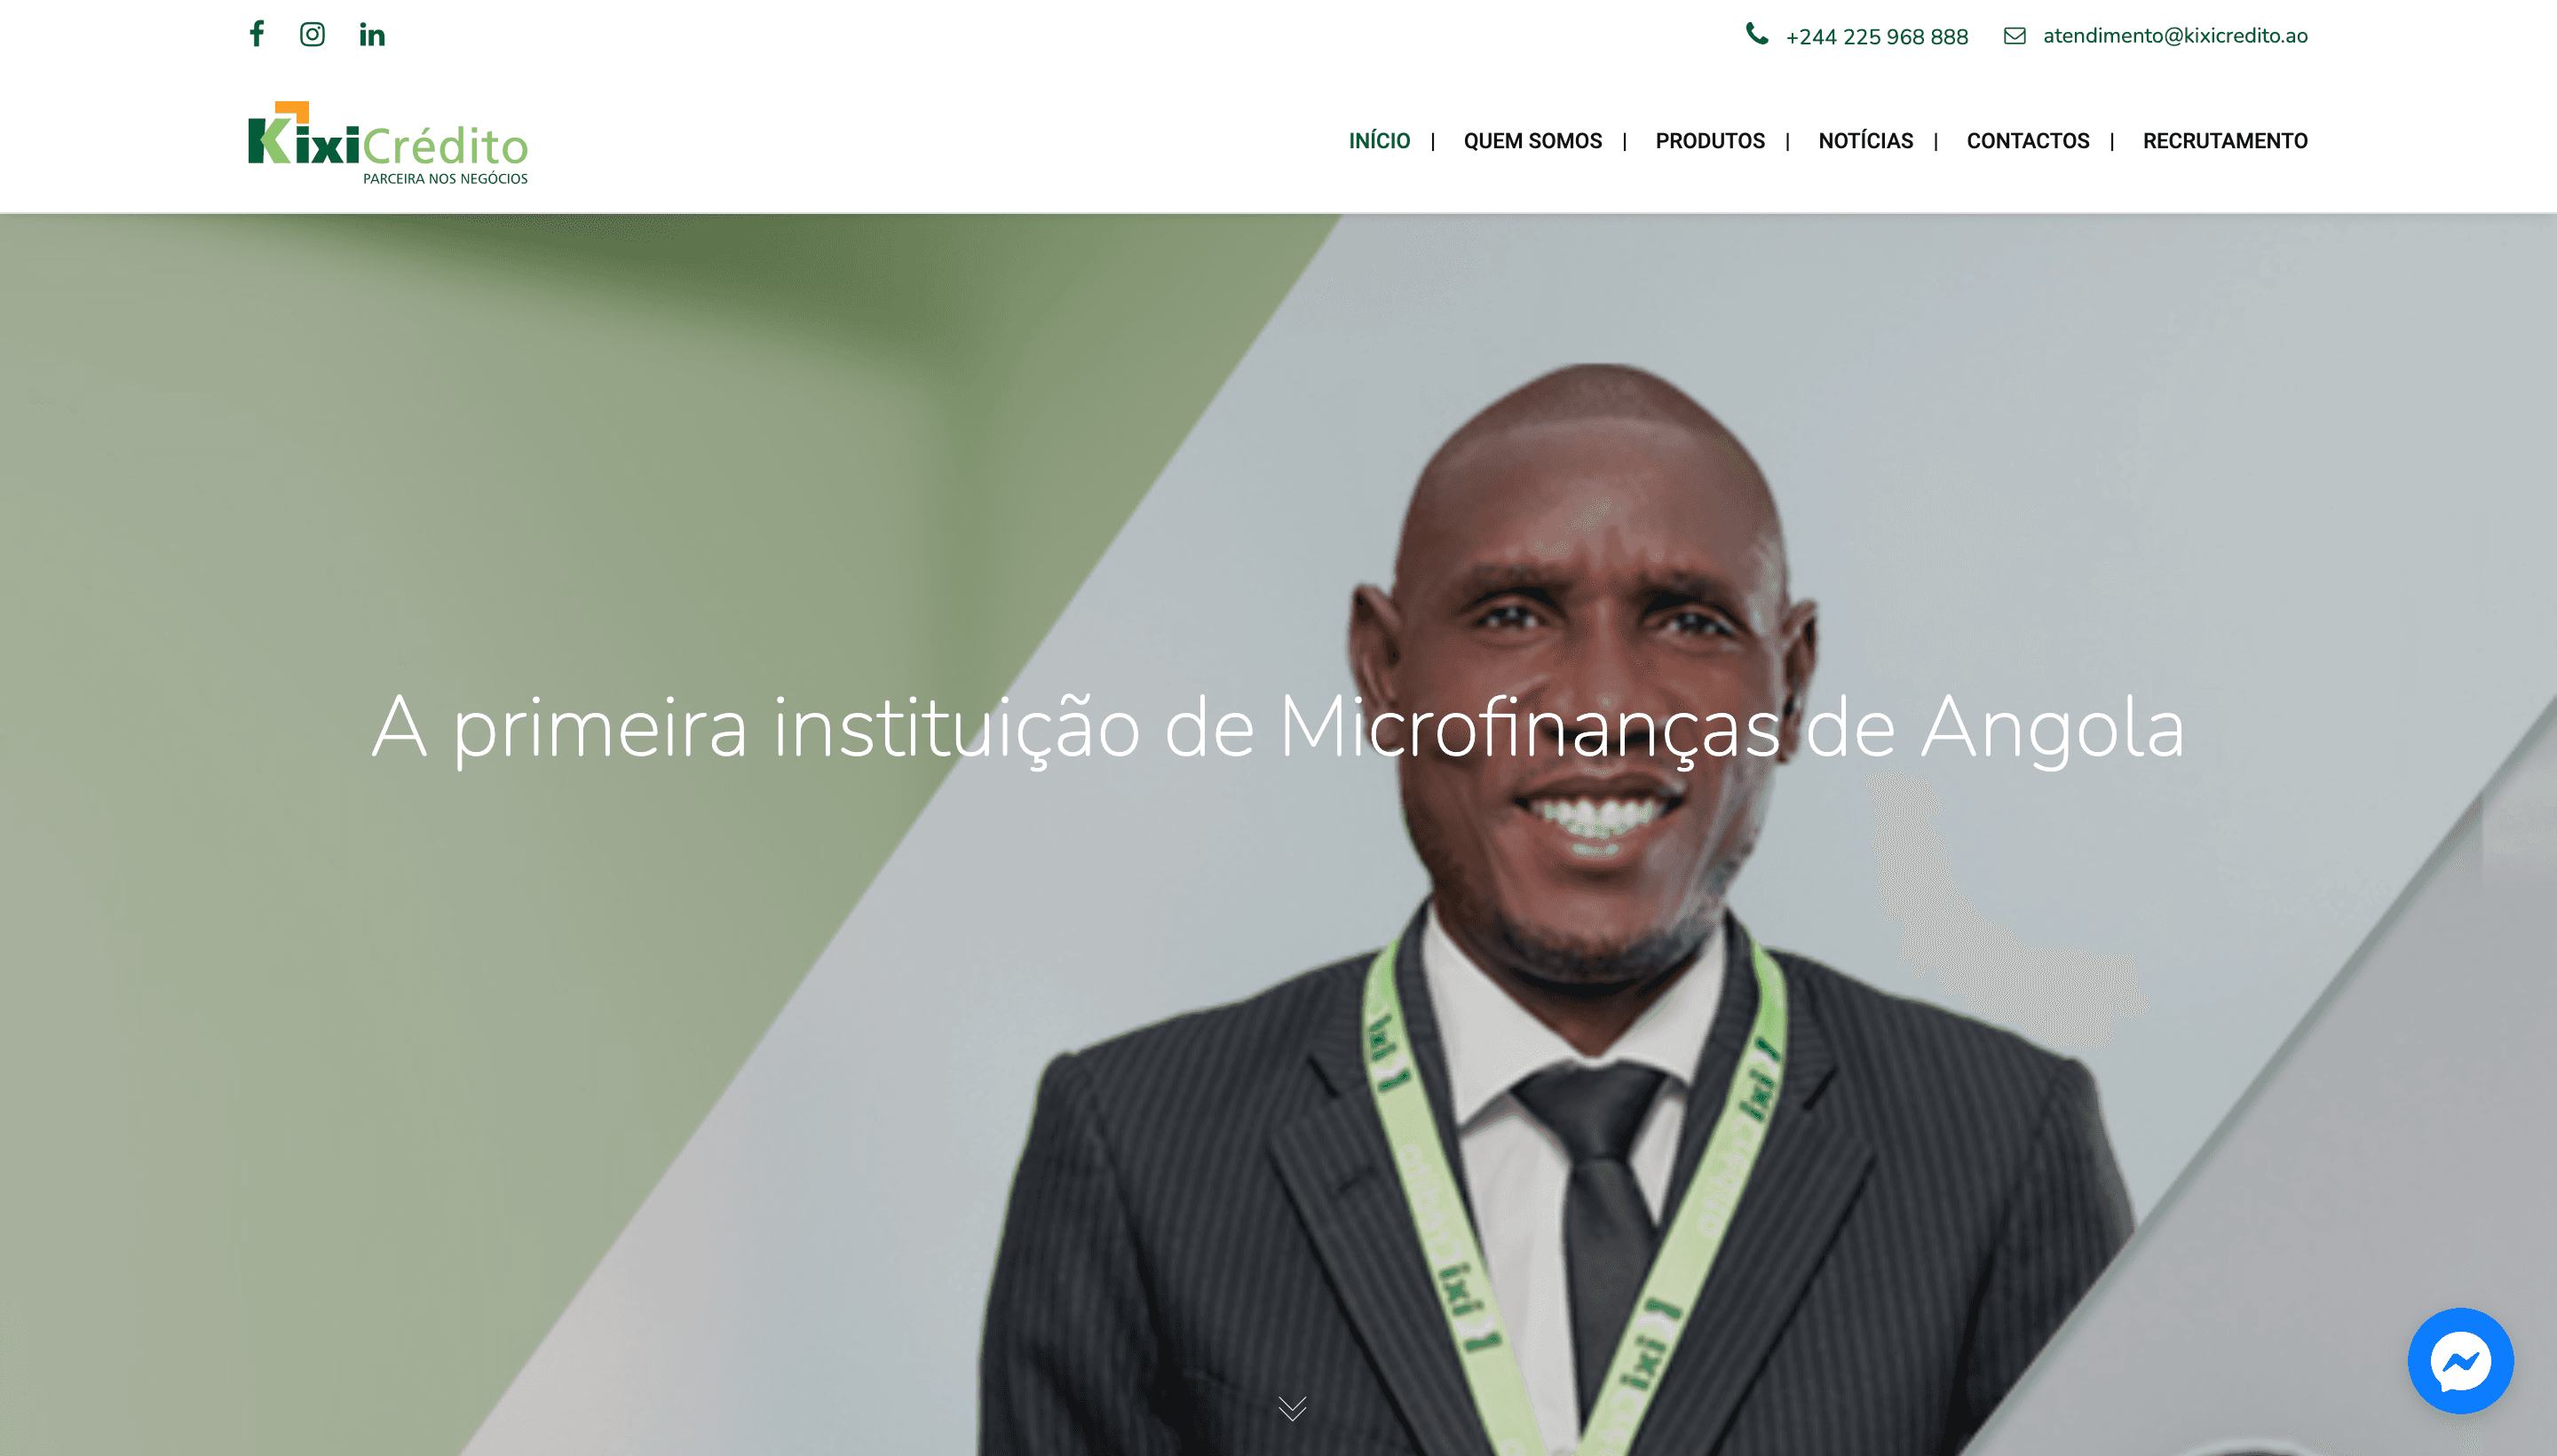 +244 225 968 888 atendimento@kixicredito.ao
KixiCrédito
PARCEIRA NOS NEGÓCIOS
INÍCIO | QUEM SOMOS | PRODUTOS | NOTÍCIAS | CONTACTOS | RECRUTAMENTO
A primeira instituição de Microfinanças de Angola